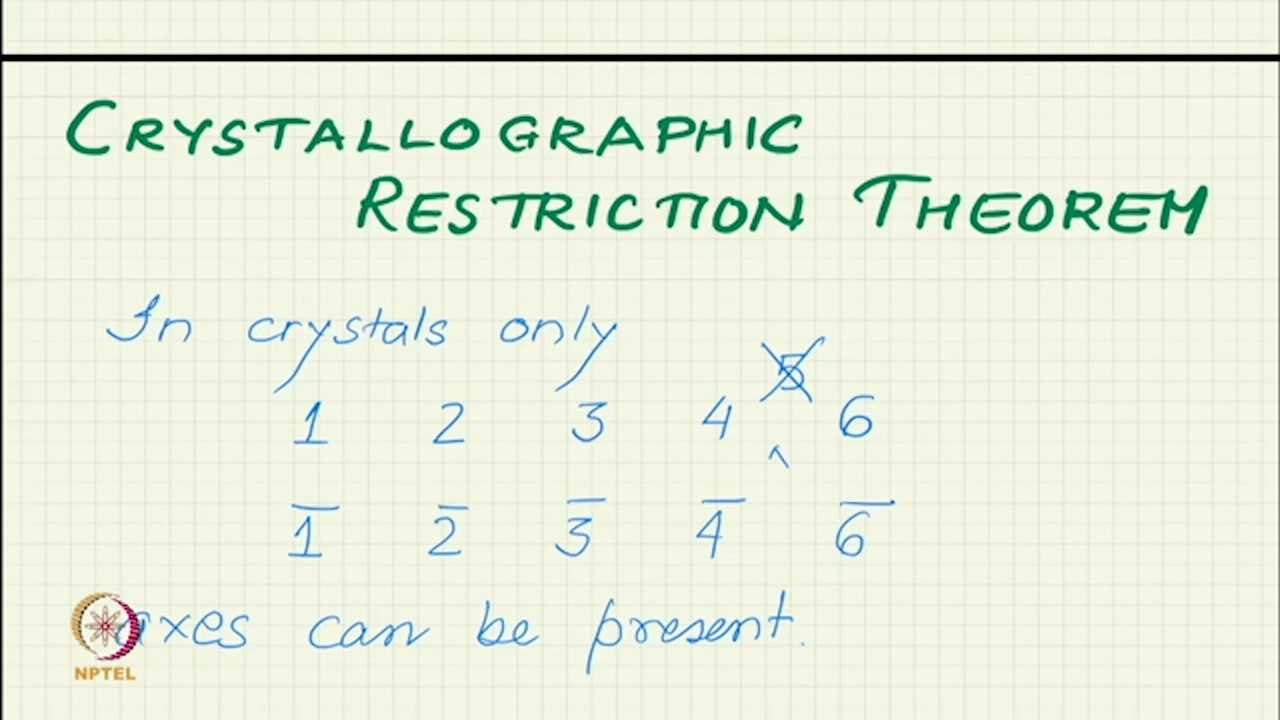 CRYSTALLOGRAPHIC
RESTRICTION THEOREM
In crystals only
5
1 2 3 4 6
1̅ 2̅ 3̅ 4̅ 6̅
axes can be present.
NPTEL